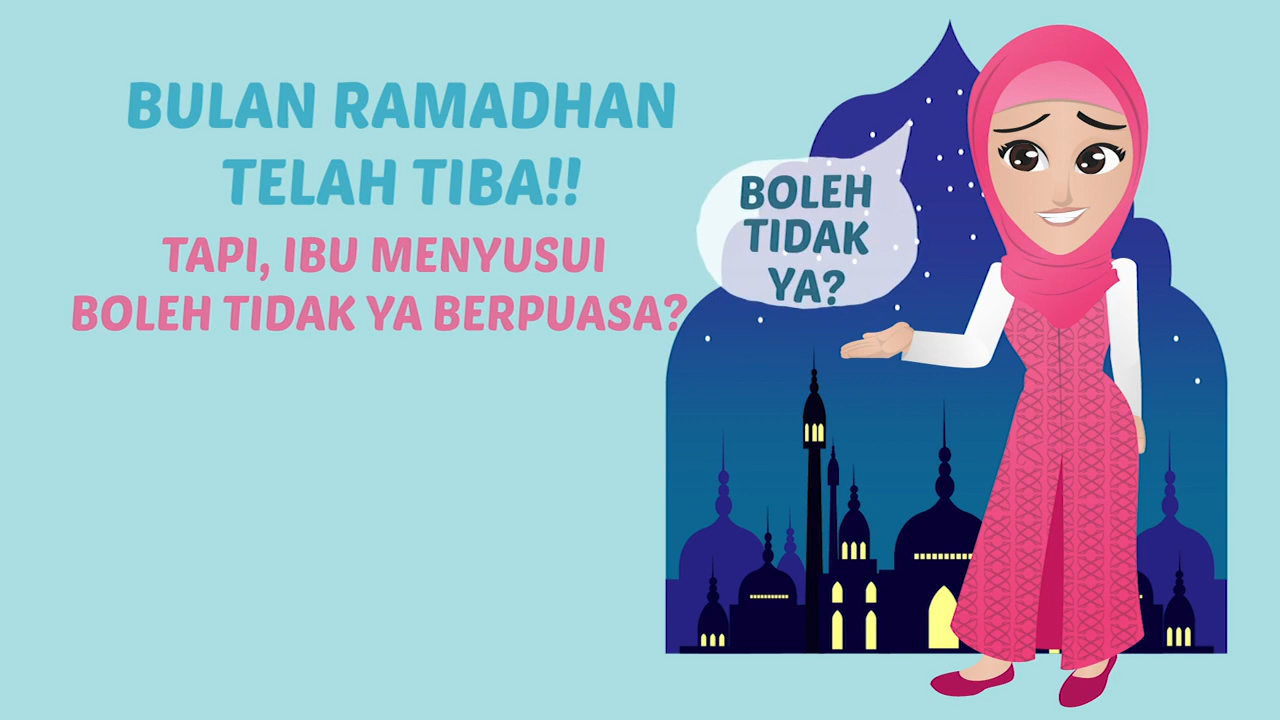 BULAN RAMADHAN
TELAH TIBA!!
TAPI, IBU MENYUSUI
BOLEH TIDAK YA BERPUASA?
BOLEH
TIDAK
YA?